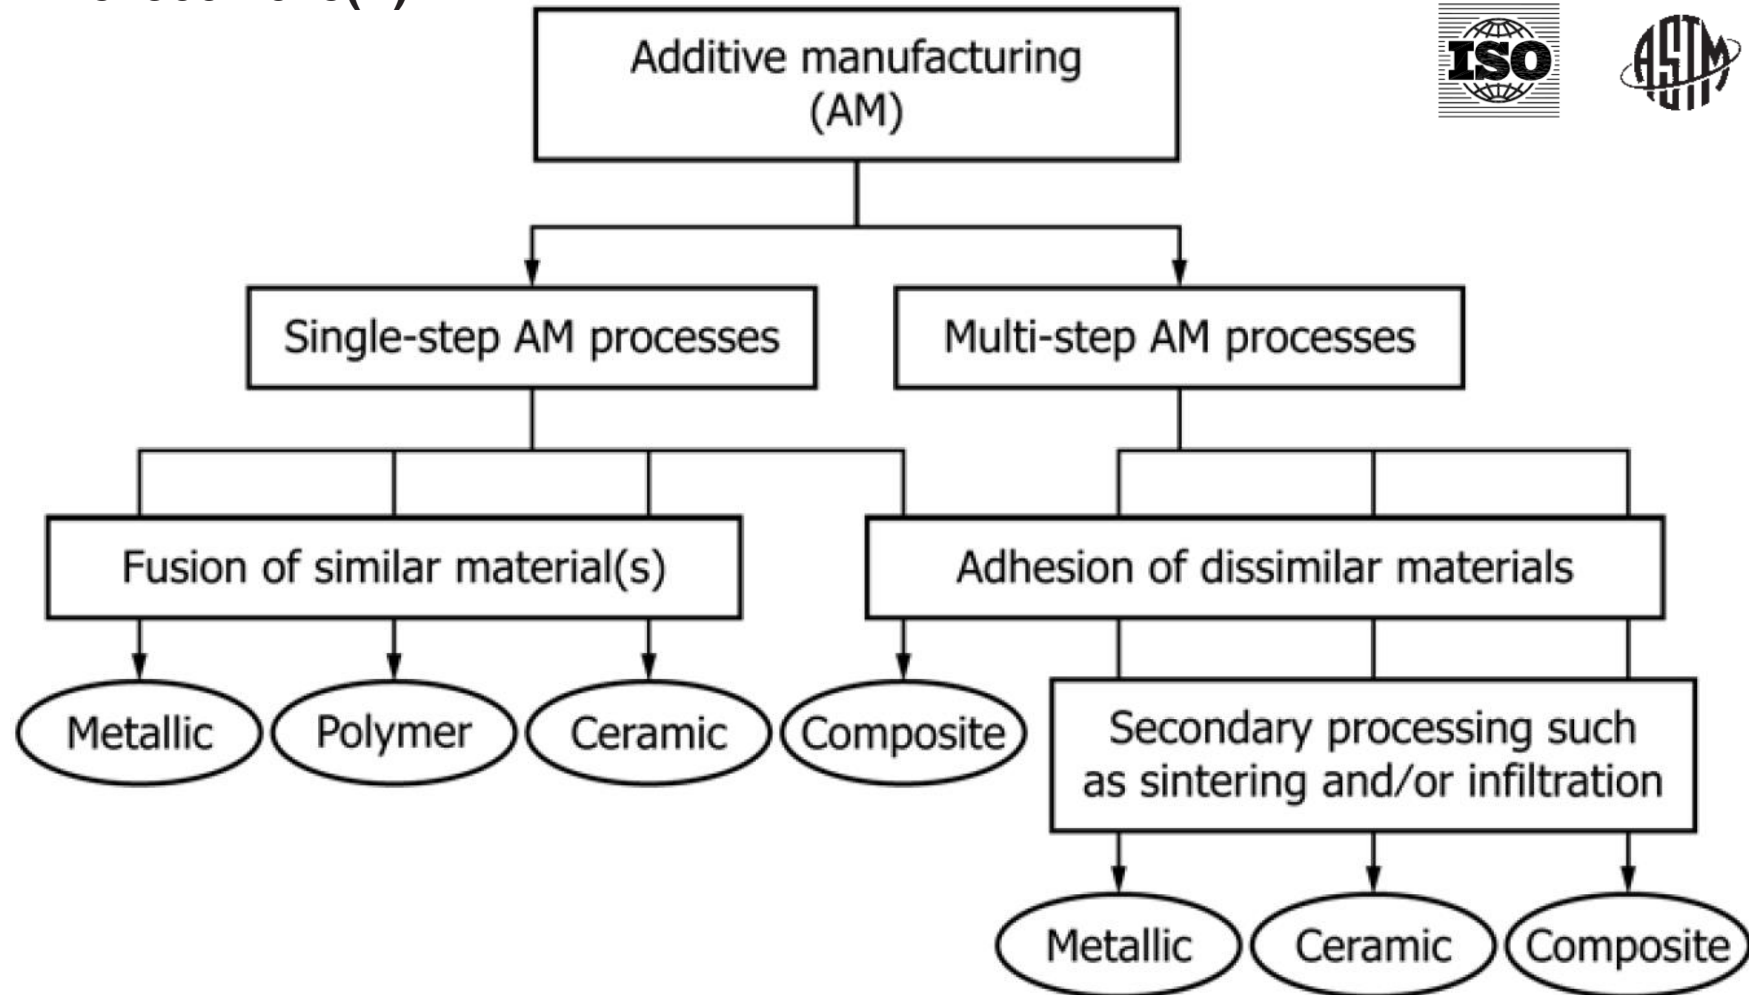 Additive manufacturing
(AM)
ISO
ASTM
Single-step AM processes
Multi-step AM processes
Fusion of similar material(s)
Adhesion of dissimilar materials
Metallic
Polymer
Ceramic
Composite
Secondary processing such
as sintering and/or infiltration
Metallic
Ceramic
Composite